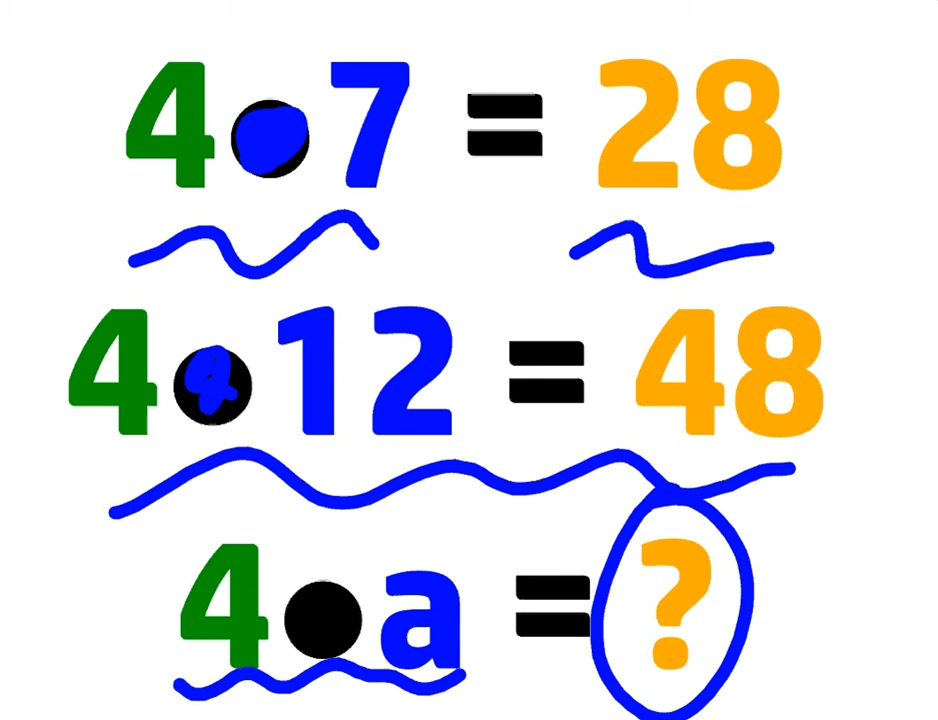 4•7 = 28
4•12 = 48
4•a = ?